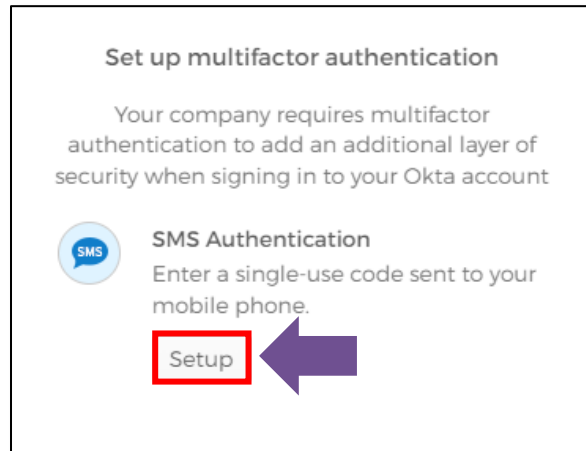 Set up multifactor authentication
Your company requires multifactor
authentication to add an additional layer of
security when signing in to your Okta account
SMS
SMS Authentication
Enter a single-use code sent to your
mobile phone.
Setup